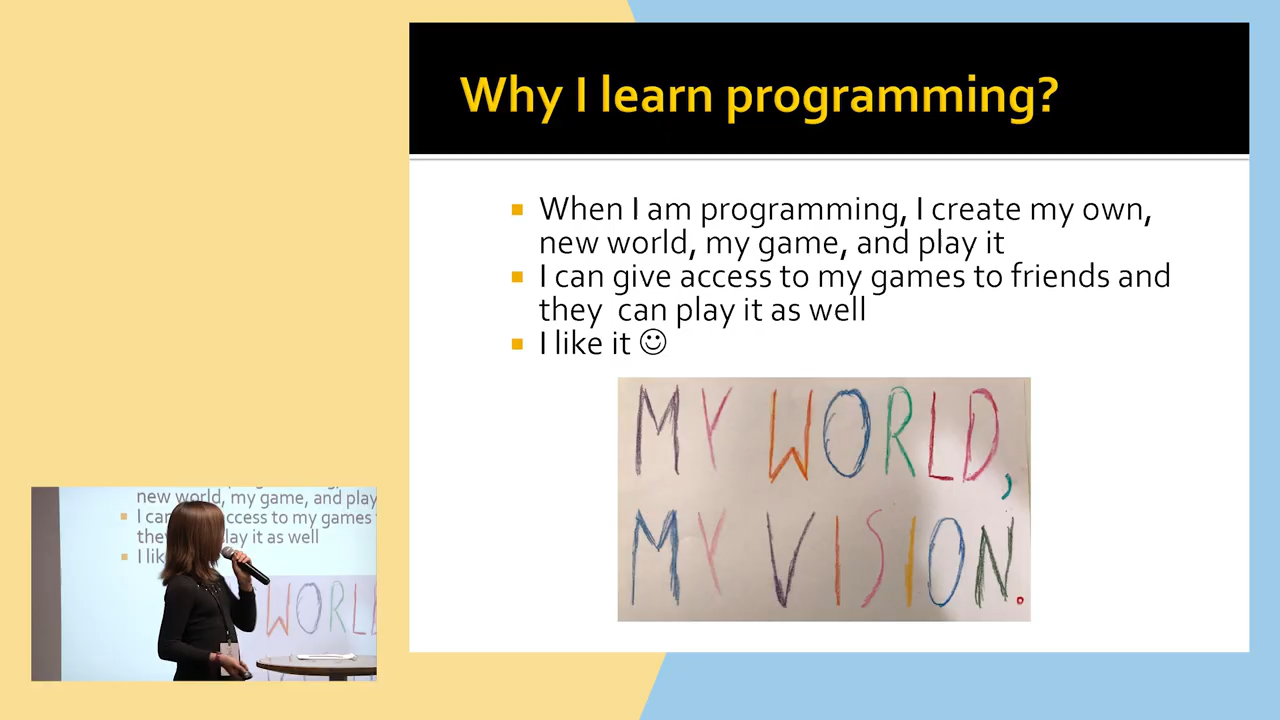 Why I learn programming?
When I am programming, I create my own,
new world, my game, and play it
I can give access to my games to friends and
they can play it as well
I like it ☺
MY WORLD,
MY VISION.
new world, my game, and play
I can access to my games
they lay it as well
I lik
WORL